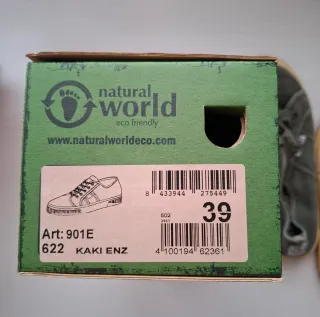 natural
world
eco friendly
www.naturalworldeco.com
8 433944 275449
602
39
Art: 901E
622 KAKI ENZ
4 100194 62361